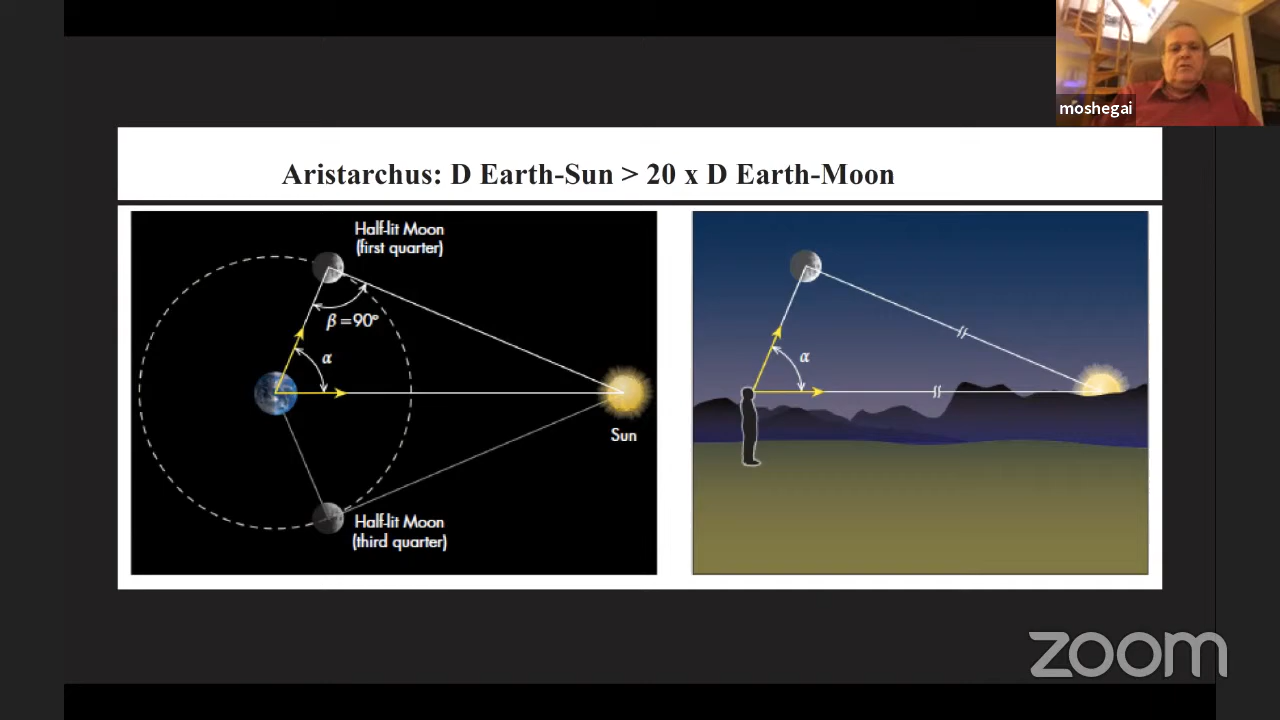 moshegai
Aristarchus: D Earth-Sun > 20 x D Earth-Moon
Half-lit Moon
(first quarter)
β=90°
α
Sun
Half-lit Moon
(third quarter)
α
zoom